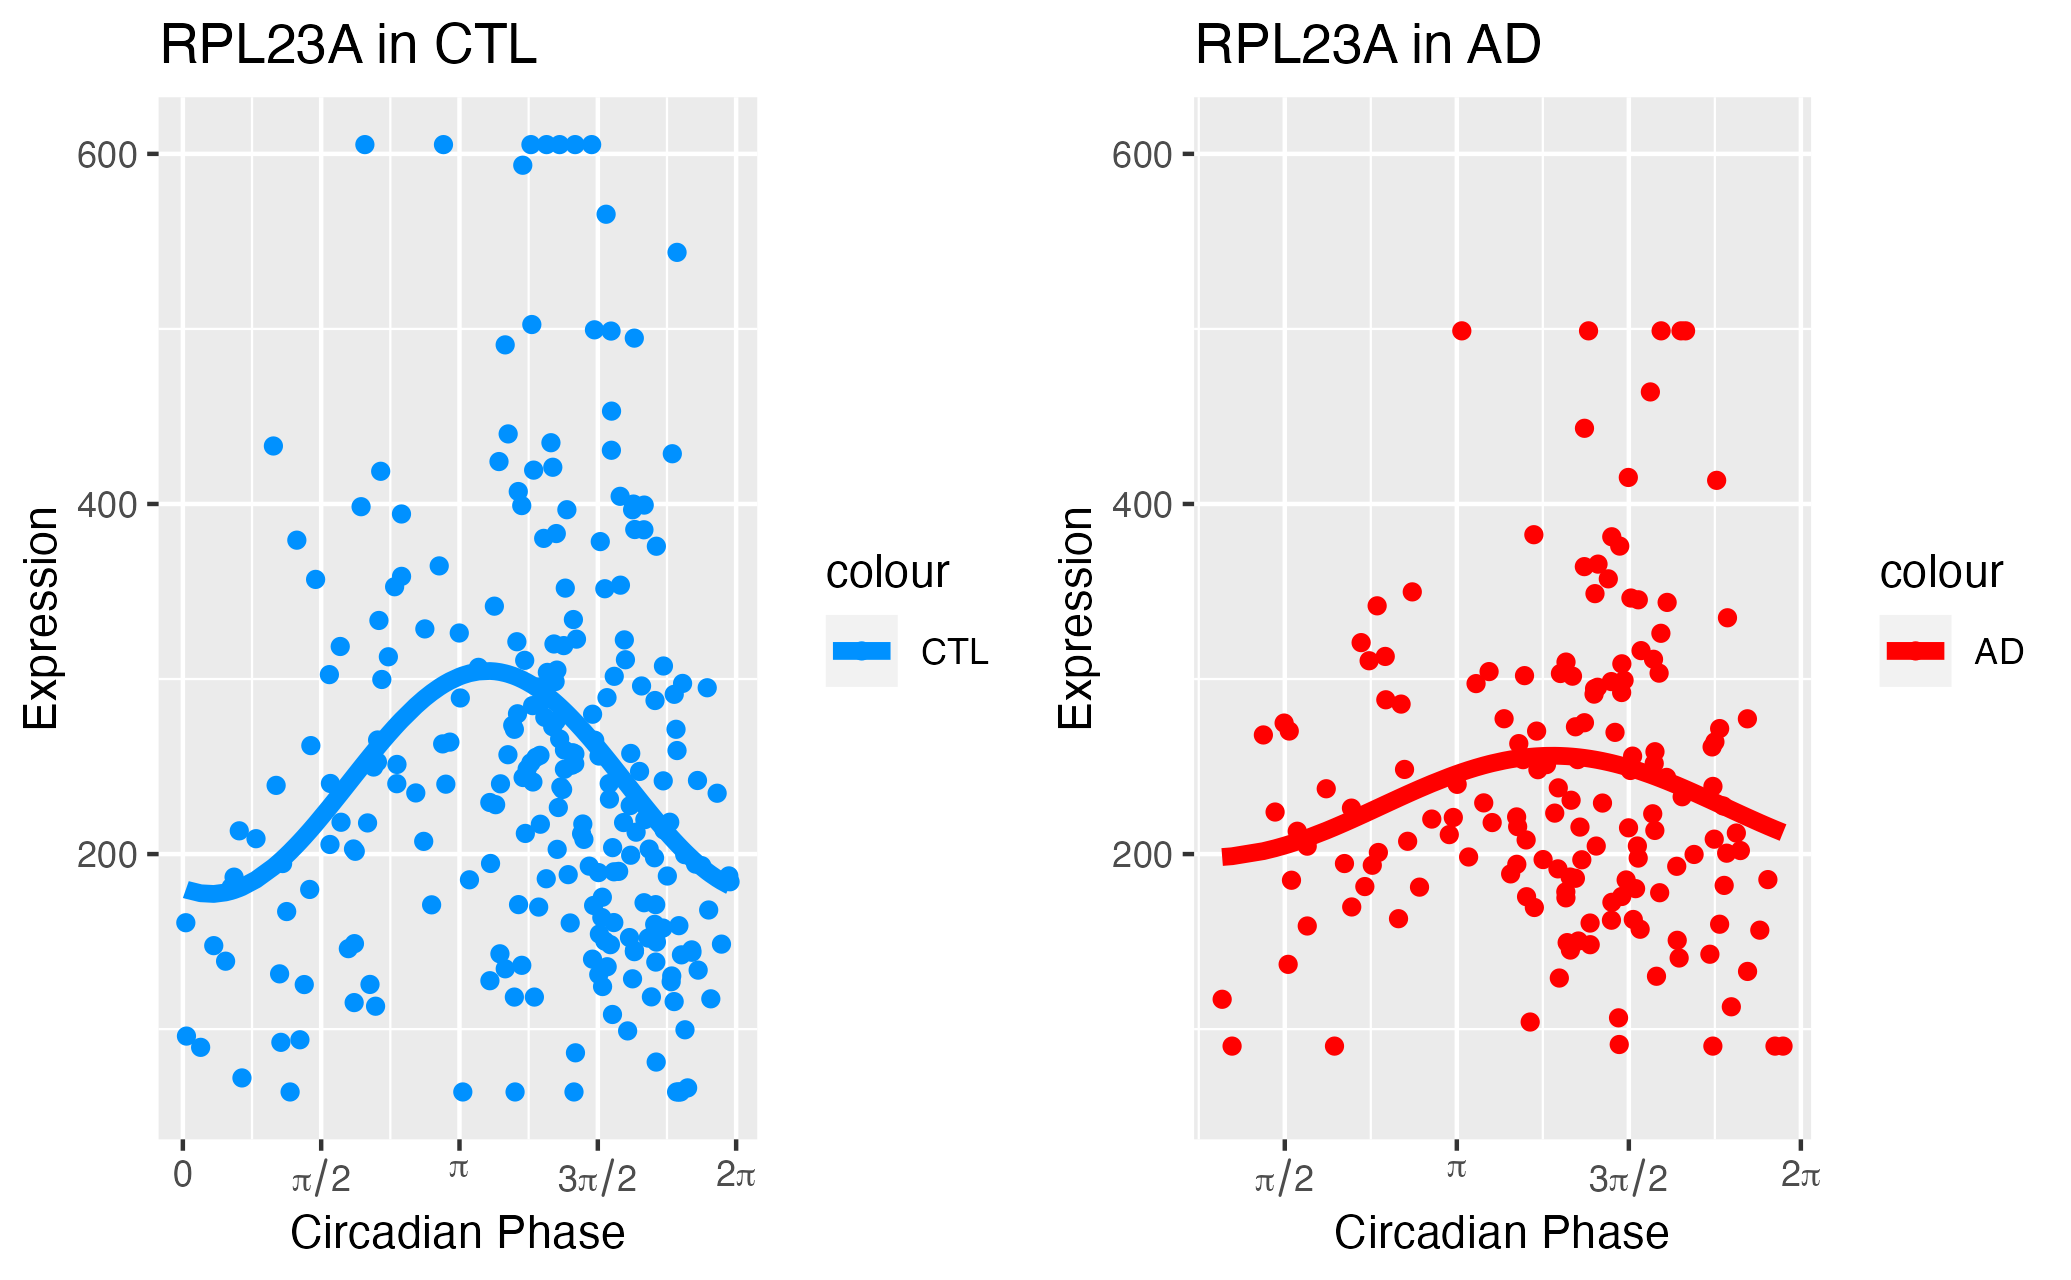 RPL23A in CTL
600
400
200
Expression
0
π/2
π
3π/2
2π
Circadian Phase
colour
CTL
RPL23A in AD
600
400
200
Expression
π/2
π
3π/2
2π
Circadian Phase
colour
AD